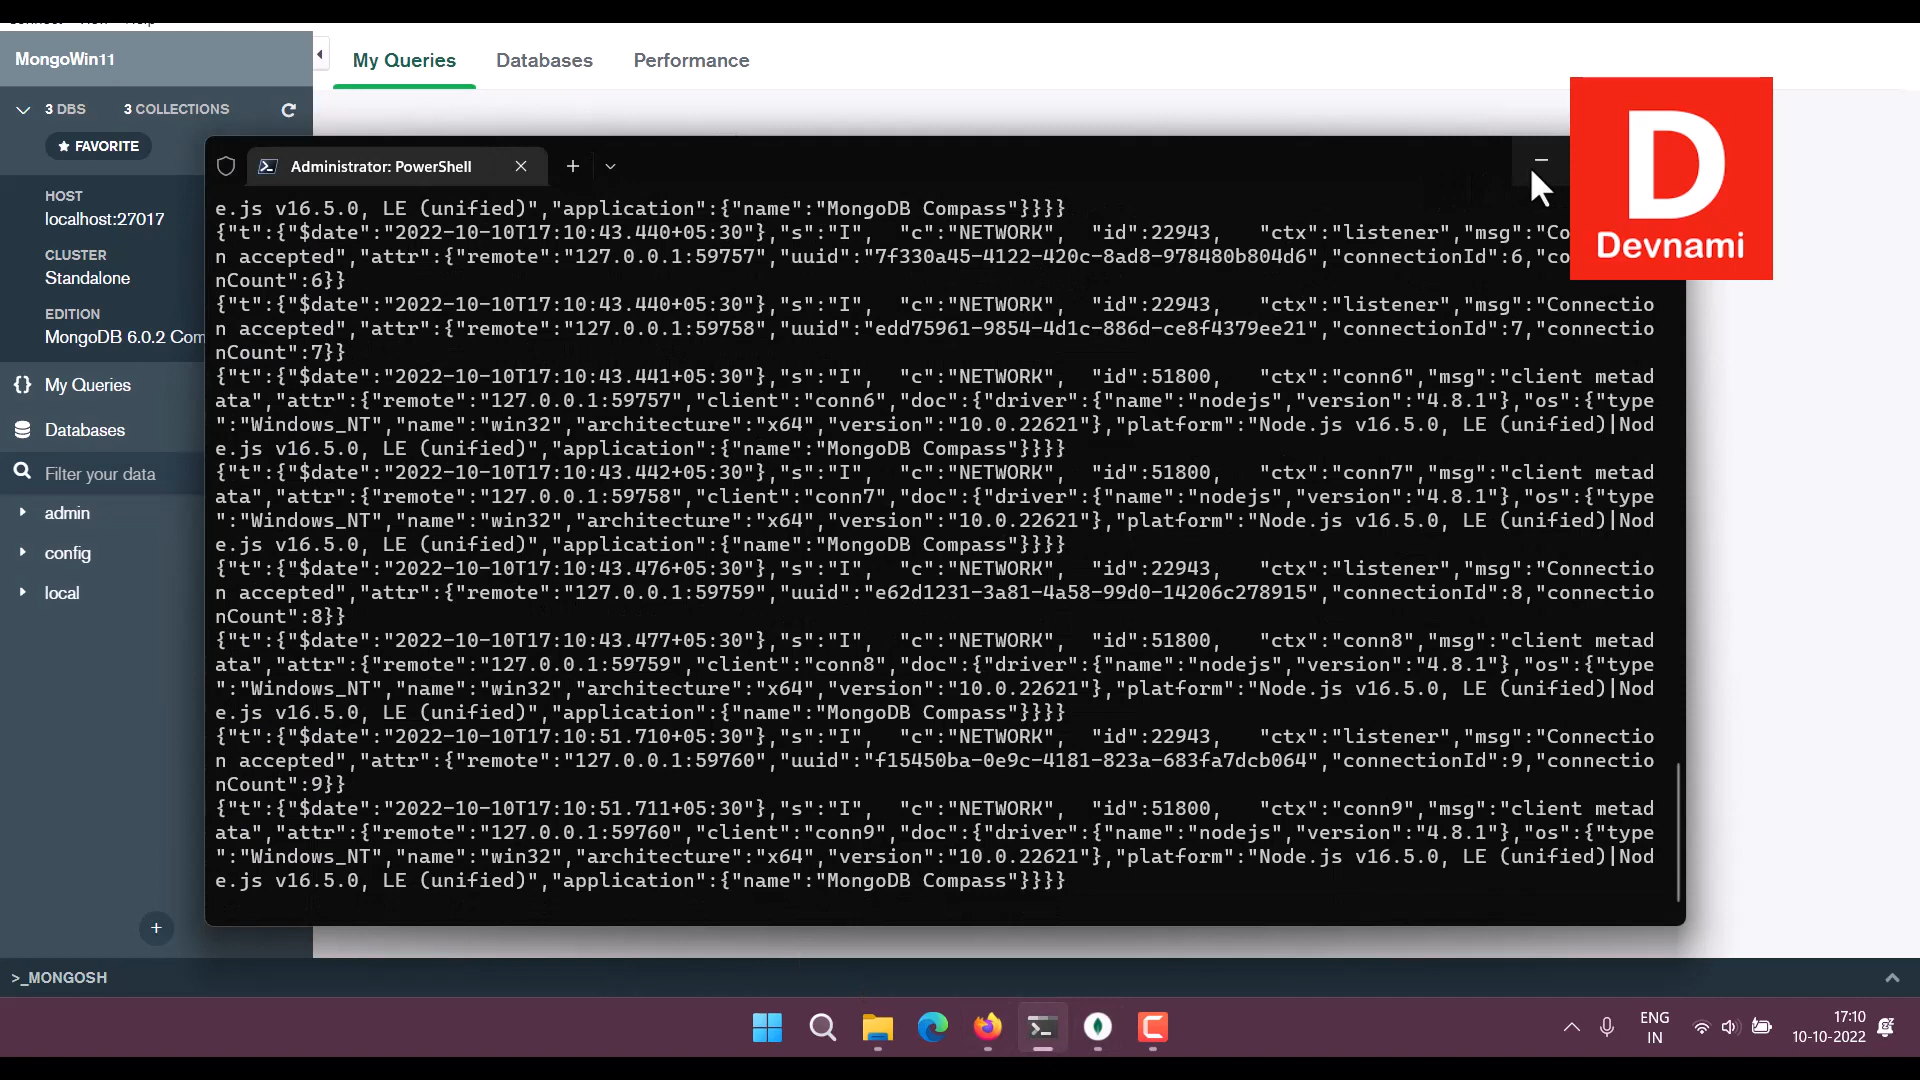 MongoWin11
My Queries
Databases
Performance
3 DBS
3 COLLECTIONS
FAVORITE
HOST
localhost:27017
CLUSTER
Standalone
EDITION
MongoDB 6.0.2 Com
My Queries
Databases
Filter your data
admin
config
local
+
Administrator: PowerShell
D
Devnami
e.js v16.5.0, LE (unified)","application":{"name":"MongoDB Compass"}}}}
{"t":{"$date":"2022-10-10T17:10:43.440+05:30"},"s":"I", "c":"NETWORK", "id":22943, "ctx":"listener","msg":"Co
n accepted","attr":{"remote":"127.0.0.1:59757","uuid":"7f330a45-4122-420c-8ad8-978480b804d6","connectionId":6,"co
nCount":6}}
{"t":{"$date":"2022-10-10T17:10:43.440+05:30"},"s":"I", "c":"NETWORK", "id":22943, "ctx":"listener","msg":"Connectio
n accepted","attr":{"remote":"127.0.0.1:59758","uuid":"edd75961-9854-4d1c-886d-ce8f4379ee21","connectionId":7,"connectio
nCount":7}}
{"t":{"$date":"2022-10-10T17:10:43.441+05:30"},"s":"I", "c":"NETWORK", "id":51800, "ctx":"conn6","msg":"client metad
ata","attr":{"remote":"127.0.0.1:59757","client":"conn6","doc":{"driver":{"name":"nodejs","version":"4.8.1"},"os":{"type
":"Windows_NT","name":"win32","architecture":"x64","version":"10.0.22621"},"platform":"Node.js v16.5.0, LE (unified)|Nod
e.js v16.5.0, LE (unified)","application":{"name":"MongoDB Compass"}}}}
{"t":{"$date":"2022-10-10T17:10:43.442+05:30"},"s":"I", "c":"NETWORK", "id":51800, "ctx":"conn7","msg":"client metad
ata","attr":{"remote":"127.0.0.1:59758","client":"conn7","doc":{"driver":{"name":"nodejs","version":"4.8.1"},"os":{"type
":"Windows_NT","name":"win32","architecture":"x64","version":"10.0.22621"},"platform":"Node.js v16.5.0, LE (unified)|Nod
e.js v16.5.0, LE (unified)","application":{"name":"MongoDB Compass"}}}}
{"t":{"$date":"2022-10-10T17:10:43.476+05:30"},"s":"I", "c":"NETWORK", "id":22943, "ctx":"listener","msg":"Connectio
n accepted","attr":{"remote":"127.0.0.1:59759","uuid":"e62d1231-3a81-4a58-99d0-14206c278915","connectionId":8,"connectio
nCount":8}}
{"t":{"$date":"2022-10-10T17:10:43.477+05:30"},"s":"I", "c":"NETWORK", "id":51800, "ctx":"conn8","msg":"client metad
ata","attr":{"remote":"127.0.0.1:59759","client":"conn8","doc":{"driver":{"name":"nodejs","version":"4.8.1"},"os":{"type
":"Windows_NT","name":"win32","architecture":"x64","version":"10.0.22621"},"platform":"Node.js v16.5.0, LE (unified)|Nod
e.js v16.5.0, LE (unified)","application":{"name":"MongoDB Compass"}}}}
{"t":{"$date":"2022-10-10T17:10:51.710+05:30"},"s":"I", "c":"NETWORK", "id":22943, "ctx":"listener","msg":"Connectio
n accepted","attr":{"remote":"127.0.0.1:59760","uuid":"f15450ba-0e9c-4181-823a-683fa7dcb064","connectionId":9,"connectio
nCount":9}}
{"t":{"$date":"2022-10-10T17:10:51.711+05:30"},"s":"I", "c":"NETWORK", "id":51800, "ctx":"conn9","msg":"client metad
ata","attr":{"remote":"127.0.0.1:59760","client":"conn9","doc":{"driver":{"name":"nodejs","version":"4.8.1"},"os":{"type
":"Windows_NT","name":"win32","architecture":"x64","version":"10.0.22621"},"platform":"Node.js v16.5.0, LE (unified)|Nod
e.js v16.5.0, LE (unified)","application":{"name":"MongoDB Compass"}}}}
>_MONGOSH
ENG
IN
17:10
10-10-2022